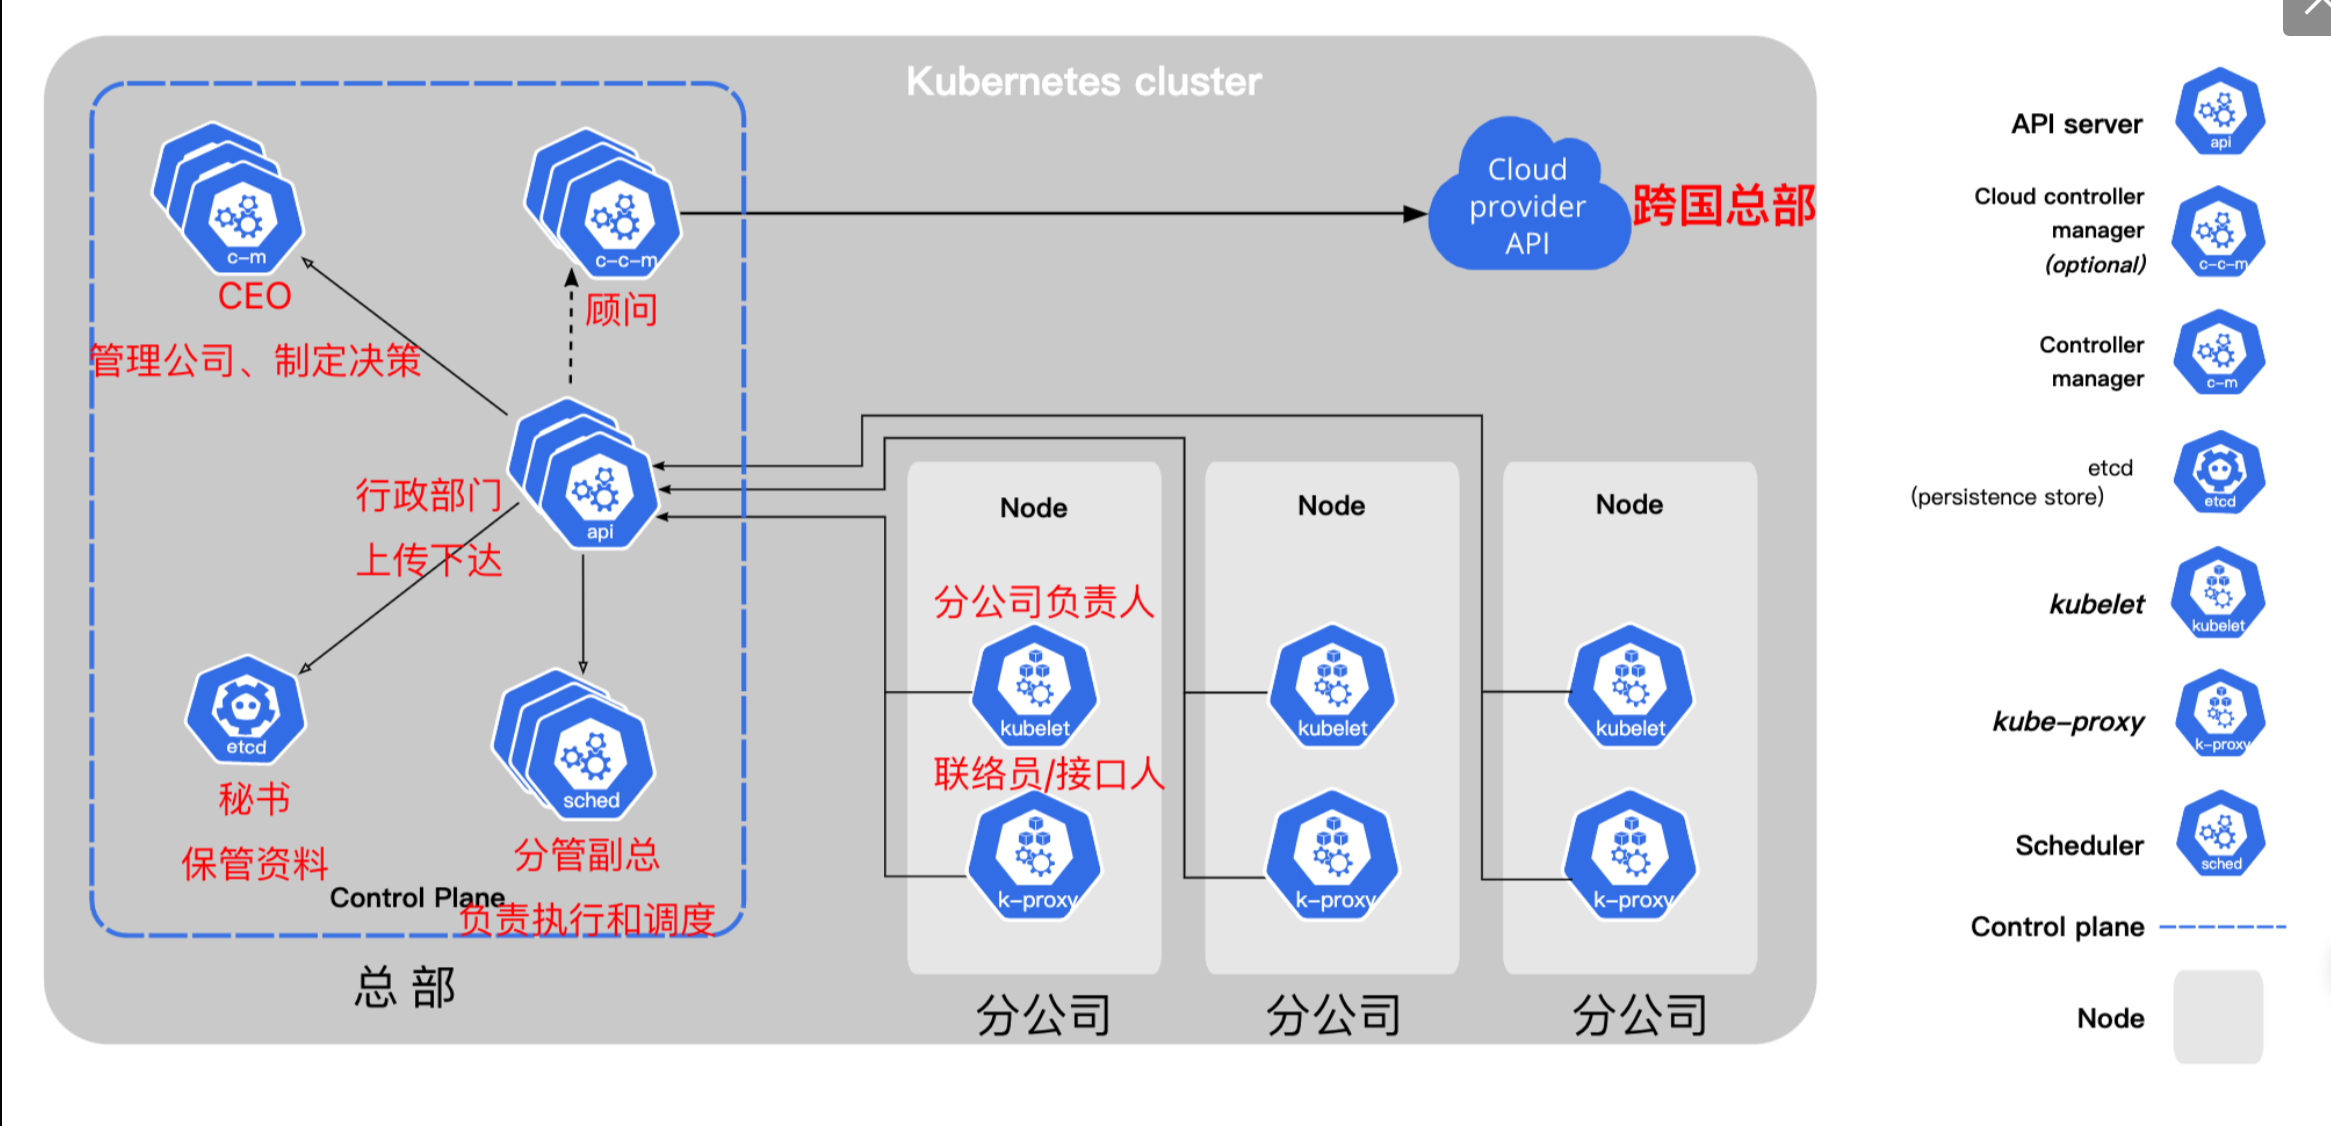 Kubernetes cluster
c-m
CEO
管理公司、制定决策
c-c-m
顾问
Cloud
provider
API
跨国总部
行政部门
上传下达
api
etcd
秘书
保管资料
sched
分管副总
负责执行和调度
Control Plane
总 部
Node
分公司负责人
kubelet
联络员/接口人
k-proxy
分公司
Node
kubelet
k-proxy
分公司
Node
kubelet
k-proxy
分公司
API server
api
Cloud controller
manager
(optional)
c-c-m
Controller
manager
c-m
etcd
(persistence store)
etcd
kubelet
kubelet
kube-proxy
k-proxy
Scheduler
sched
Control plane
Node